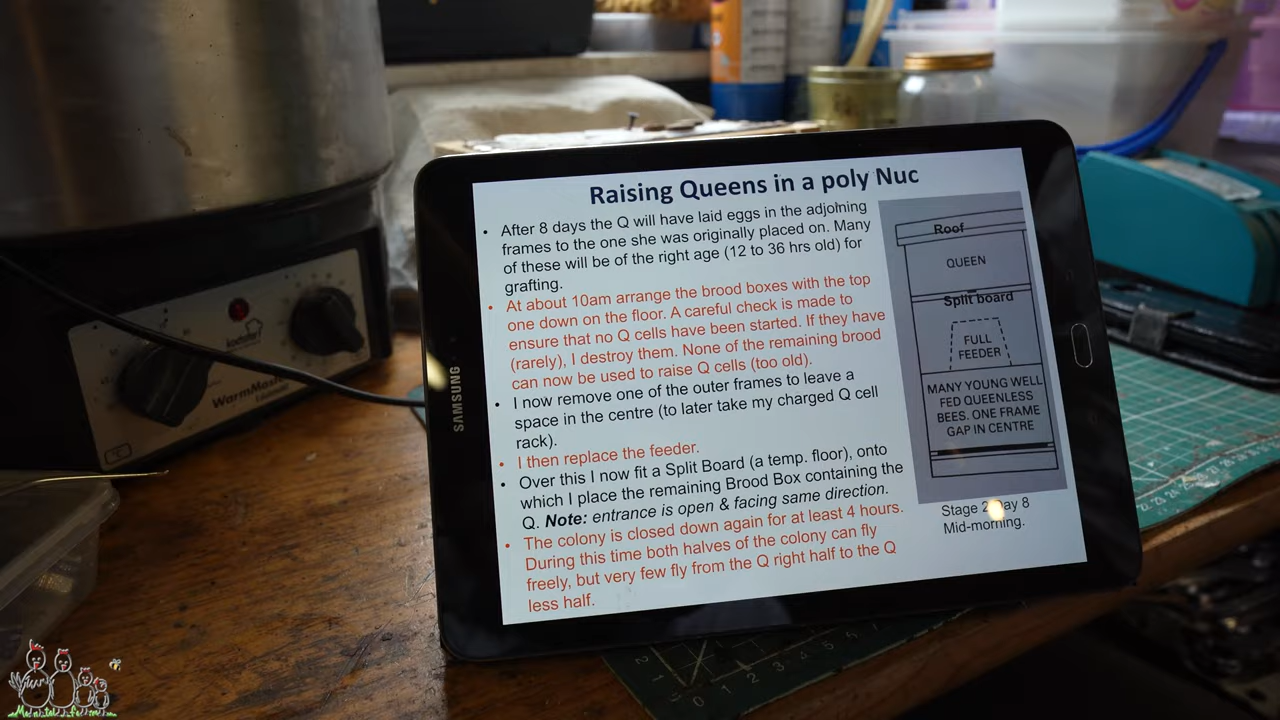 Raising Queens in a poly Nuc
• After 8 days the Q will have laid eggs in the adjoining
frames to the one she was originally placed on. Many
of these will be of the right age (12 to 36 hrs old) for
grafting.
• At about 10am arrange the brood boxes with the top
one down on the floor. A careful check is made to
ensure that no Q cells have been started. If they have
(rarely), I destroy them. None of the remaining brood
can now be used to raise Q cells (too old).
• I now remove one of the outer frames to leave a
space in the centre (to later take my charged Q cell
rack).
• I then replace the feeder.
• Over this I now fit a Split Board (a temp. floor), onto
which I place the remaining Brood Box containing the
Q. Note: entrance is open & facing same direction.
• The colony is closed down again for at least 4 hours.
During this time both halves of the colony can fly
freely, but very few fly from the Q right half to the Q
less half.
Roof
QUEEN
Split board
FULL
FEEDER
MANY YOUNG WELL
FED QUEENLESS
BEES. ONE FRAME
GAP IN CENTRE
Stage 2 Day 8
Mid-morning.
SAMSUNG